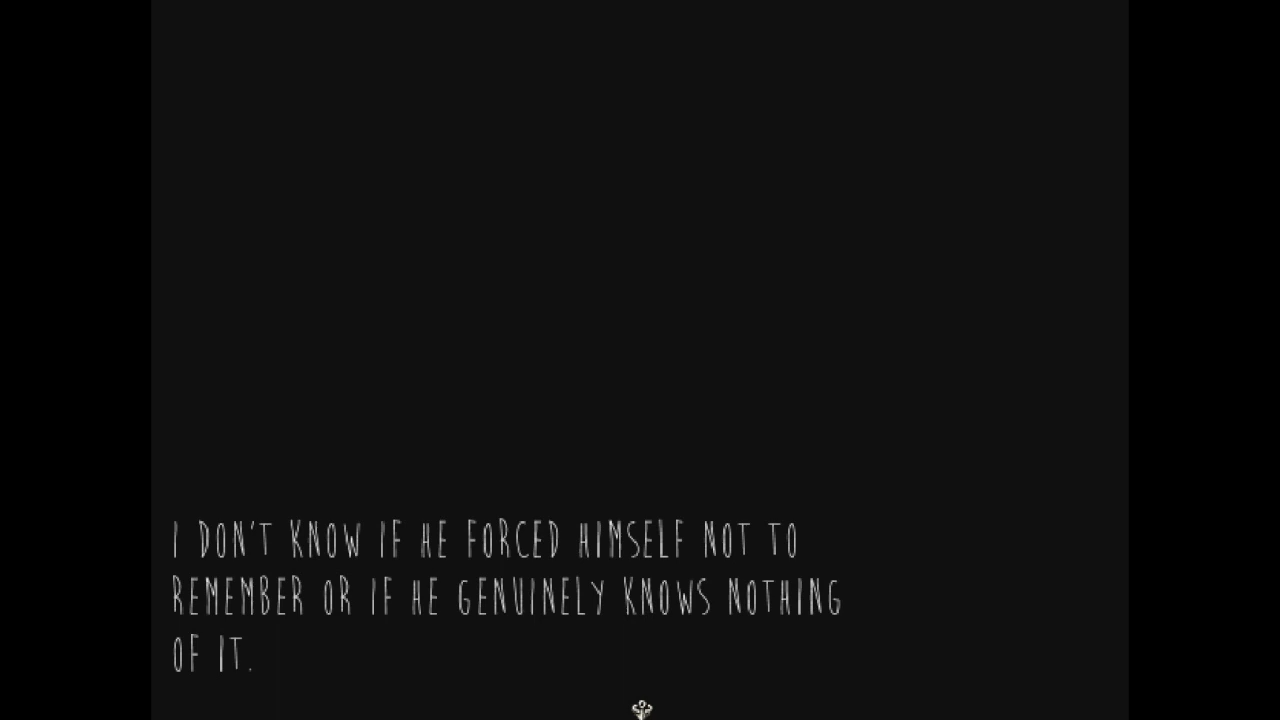 I DON'T KNOW IF HE FORCED HIMSELF NOT TO
REMEMBER OR IF HE GENUINELY KNOWS NOTHING
OF IT.